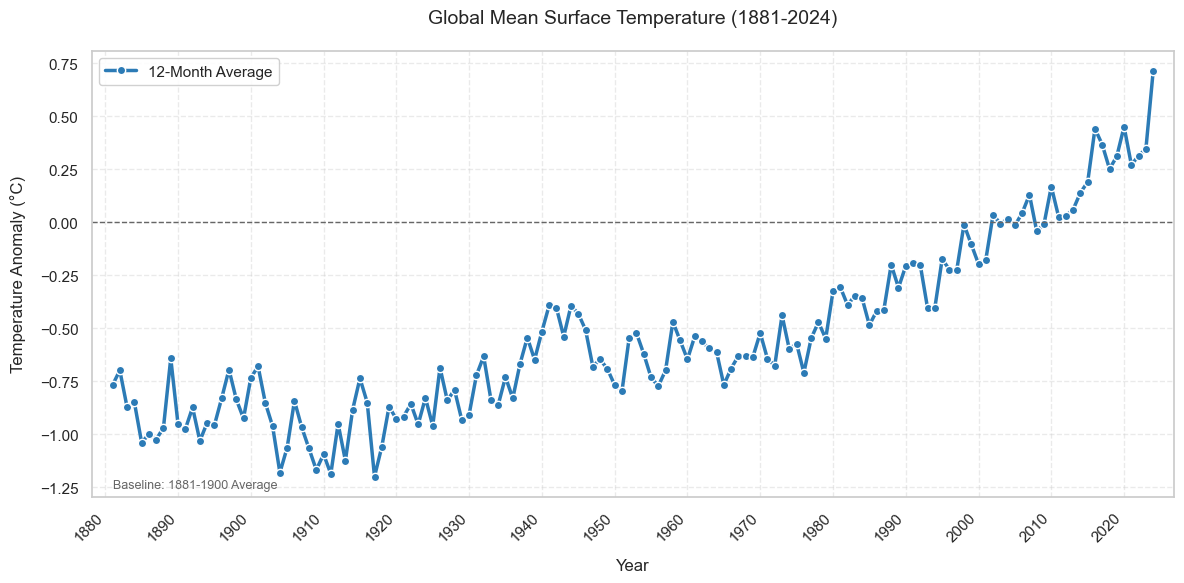 Global Mean Surface Temperature (1881-2024)
12-Month Average
Temperature Anomaly (°C)
0.75
0.50
0.25
0.00
−0.25
−0.50
−0.75
−1.00
−1.25
Baseline: 1881-1900 Average
1880 1890 1900 1910 1920 1930 1940 1950 1960 1970 1980 1990 2000 2010 2020
Year